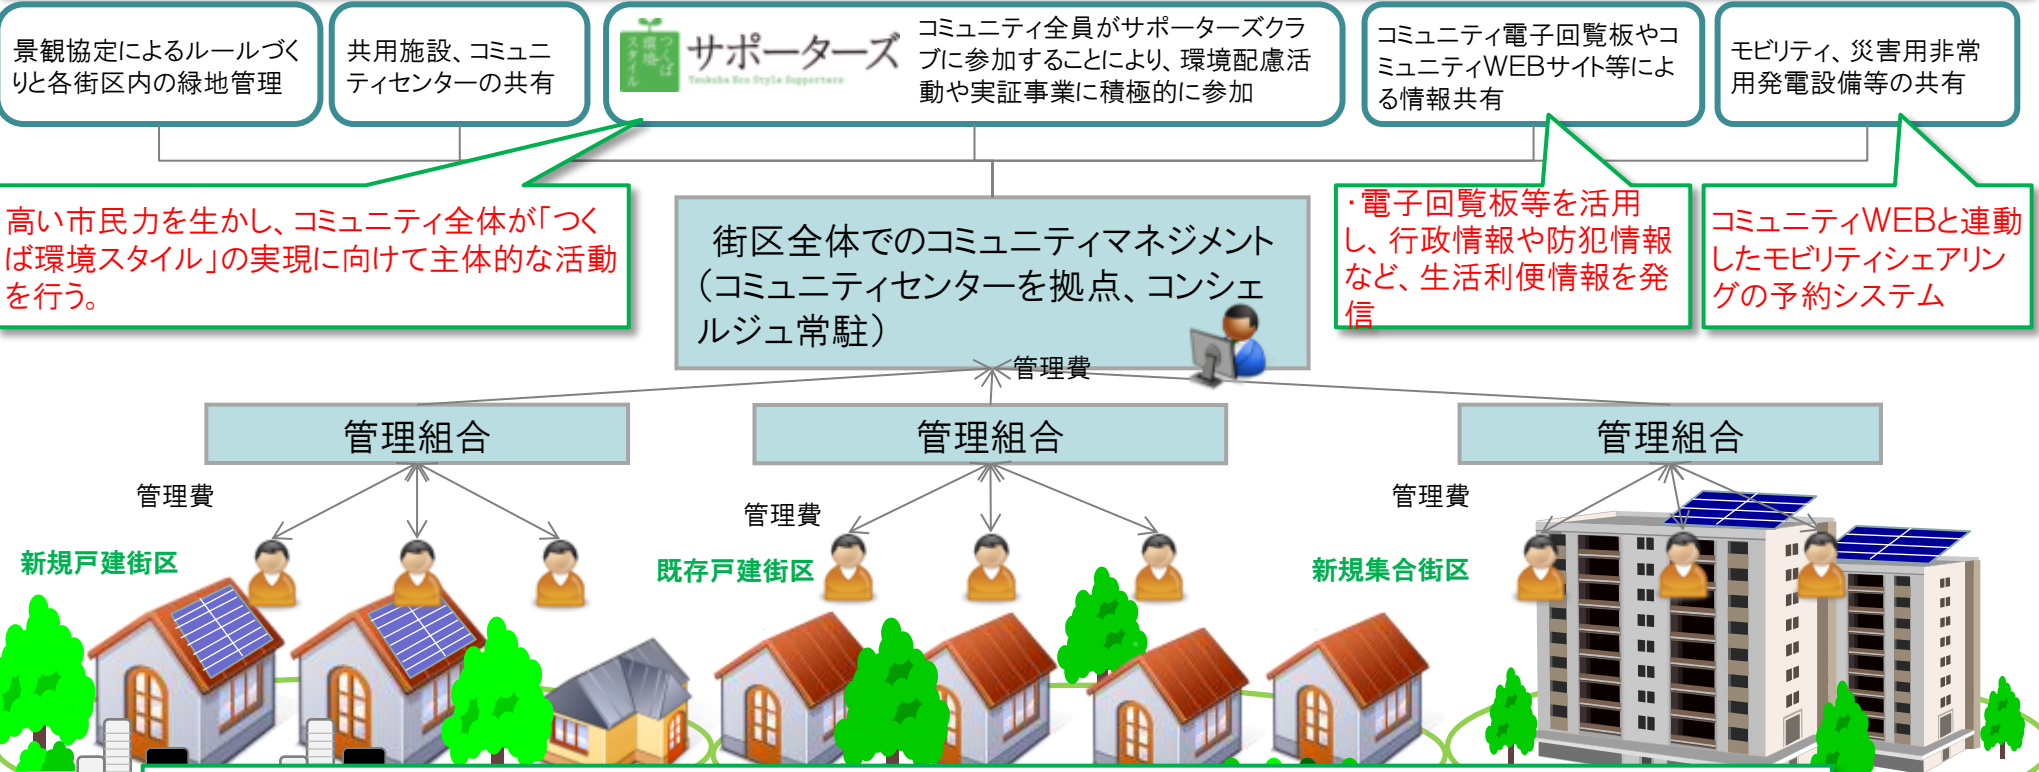 景観協定によるルールづく
りと各街区内の緑地管理
共用施設、コミュニ
ティセンターの共有
つくば
環境
スタイル
サポーターズ
Tsukuba Eco Style Supporters
コミュニティ全員がサポーターズクラ
ブに参加することにより、環境配慮活
動や実証事業に積極的に参加
コミュニティ電子回覧板やコ
ミュニティWEBサイト等によ
る情報共有
モビリティ、災害用非常
用発電設備等の共有
高い市民力を生かし、コミュニティ全体が「つく
ば環境スタイル」の実現に向けて主体的な活動
を行う。
街区全体でのコミュニティマネジメント
(コミュニティセンターを拠点、コンシェ
ルジュ常駐)
・電子回覧板等を活用
し、行政情報や防犯情報
など、生活利便情報を発
信
コミュニティWEBと連動
したモビリティシェアリン
グの予約システム
管理費
管理組合
管理組合
管理組合
管理費
管理費
管理費
新規戸建街区
既存戸建街区
新規集合街区